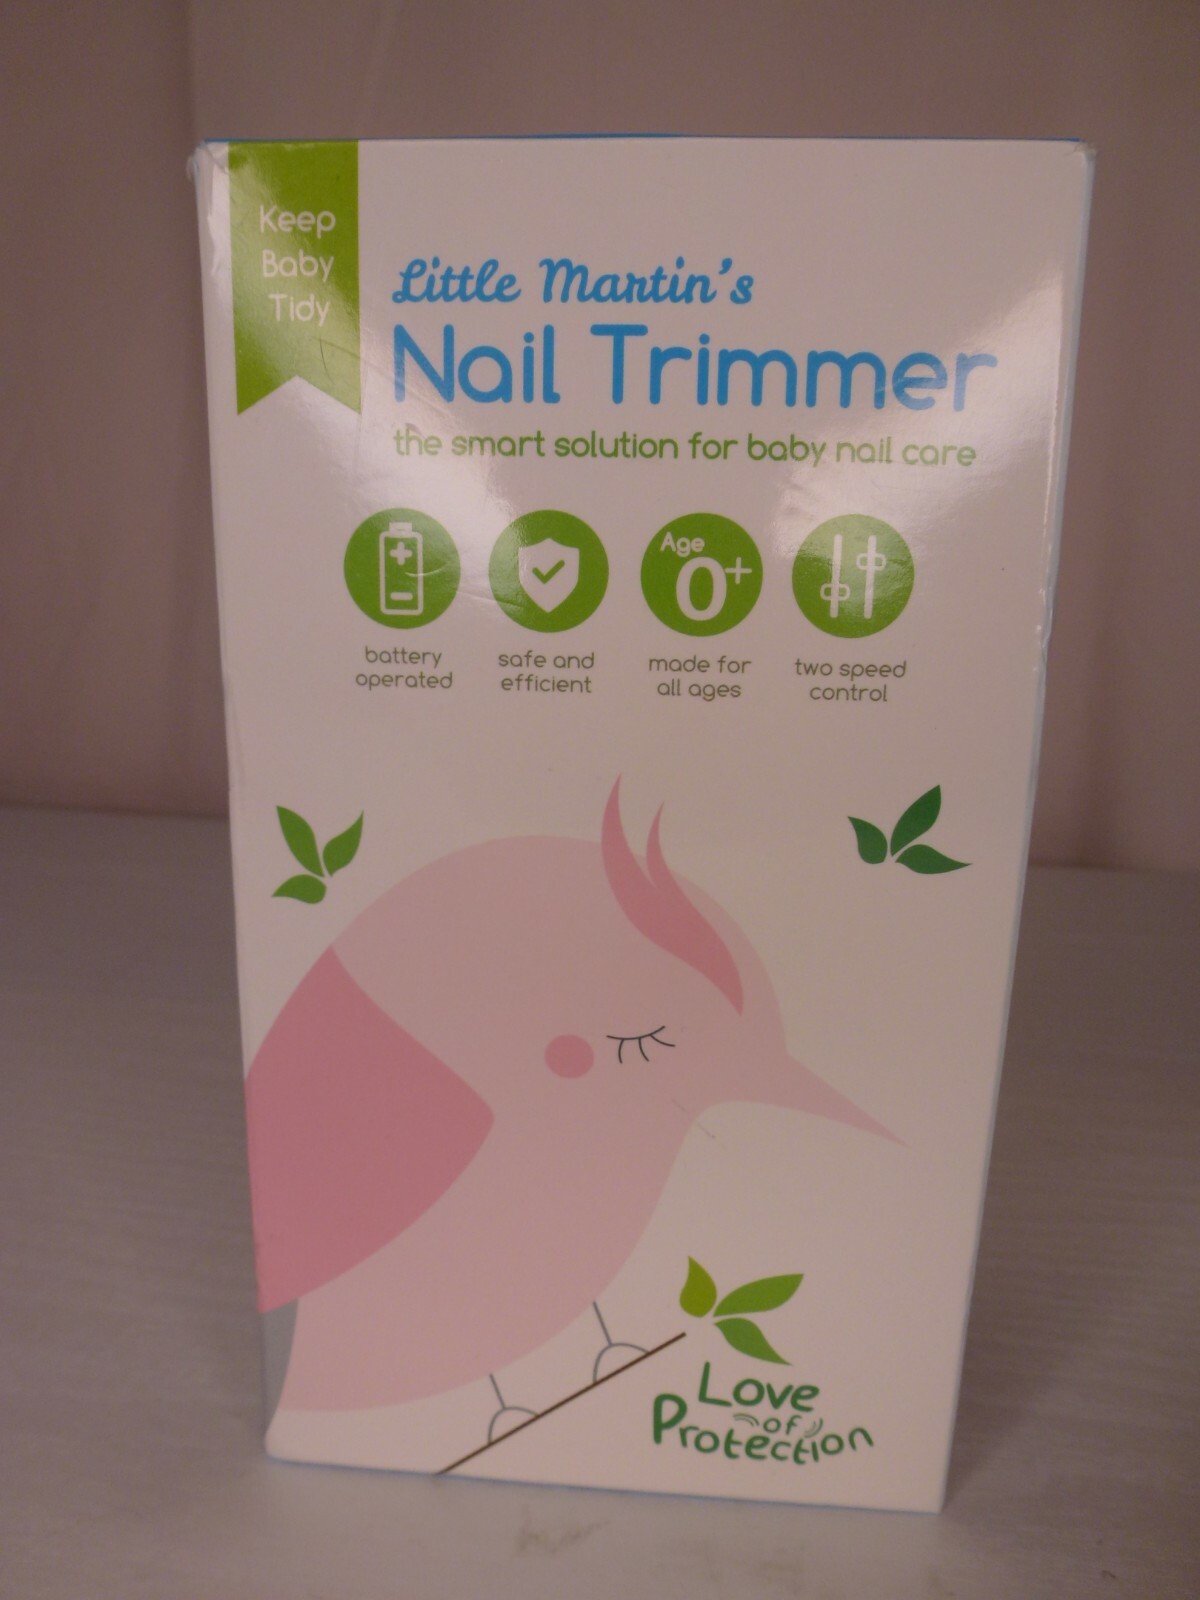 Keep
Baby
Tidy
Little Martin's
Nail Trimmer
the smart solution for baby nail care
battery
operated
safe and
efficient
Age
0+
made for
all ages
two speed
control
Love
of
Protection